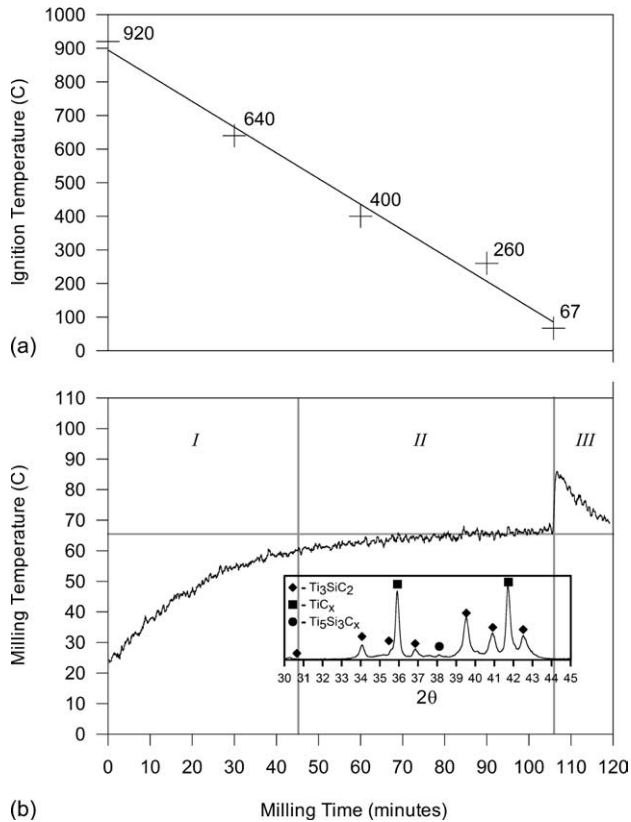 1000
920
900
800
700
640
600
500
400
400
300
260
200
100
67
0
Ignition Temperature (C)
(a)
110
100
I
II
III
90
80
70
60
50
40
30
20
10
0
Milling Temperature (C)
◆ - Ti3SiC2
■ - TiCx
● - Ti5Si3Cx
30 31 32 33 34 35 36 37 38 39 40 41 42 43 44 45
2θ
0 10 20 30 40 50 60 70 80 90 100 110 120
(b)
Milling Time (minutes)